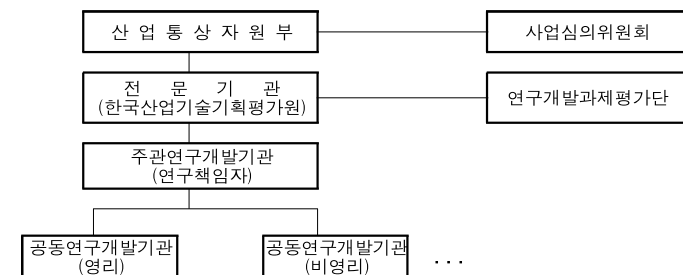 산 업 통 상 자 원 부
사업심의위원회
전 문 기 관
(한국산업기술기획평가원)
연구개발과제평가단
주관연구개발기관
(연구책임자)
공동연구개발기관
(영리)
공동연구개발기관
(비영리)
...